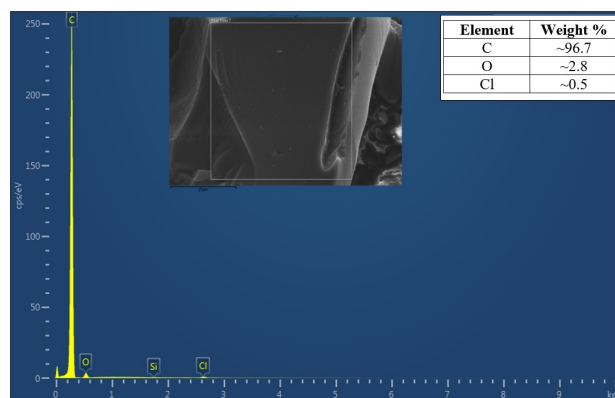 Element Weight %
C ~96.7
O ~2.8
Cl ~0.5
250
C
200
150
cps/eV
100
50
O
Si
Cl
0
0 1 2 3 4 5 6 7 8 9